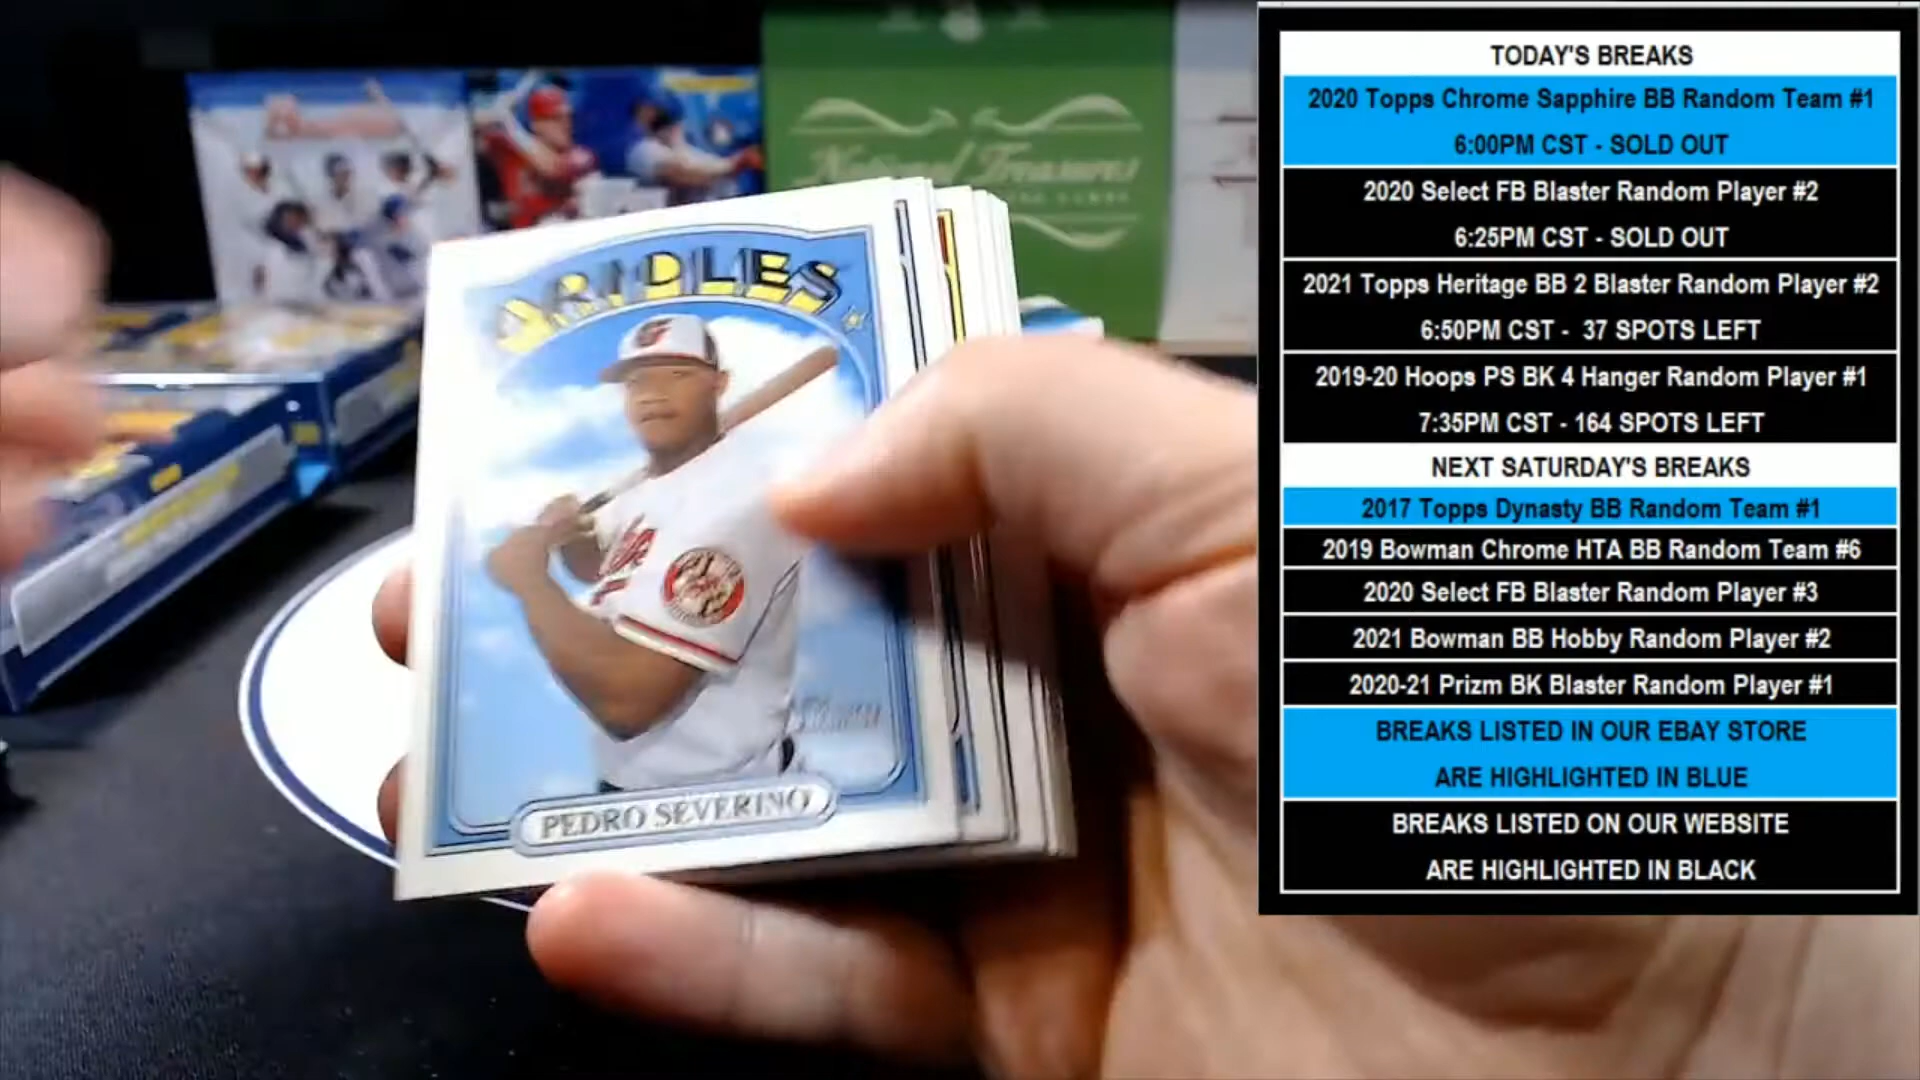 TODAY'S BREAKS
2020 Topps Chrome Sapphire BB Random Team #1
6:00PM CST - SOLD OUT
2020 Select FB Blaster Random Player #2
6:25PM CST - SOLD OUT
2021 Topps Heritage BB 2 Blaster Random Player #2
6:50PM CST - 37 SPOTS LEFT
2019-20 Hoops PS BK 4 Hanger Random Player #1
7:35PM CST - 164 SPOTS LEFT
NEXT SATURDAY'S BREAKS
2017 Topps Dynasty BB Random Team #1
2019 Bowman Chrome HTA BB Random Team #6
2020 Select FB Blaster Random Player #3
2021 Bowman BB Hobby Random Player #2
2020-21 Prizm BK Blaster Random Player #1
BREAKS LISTED IN OUR EBAY STORE
ARE HIGHLIGHTED IN BLUE
BREAKS LISTED ON OUR WEBSITE
ARE HIGHLIGHTED IN BLACK
National Treasures
ORIOLES
PEDRO SEVERINO